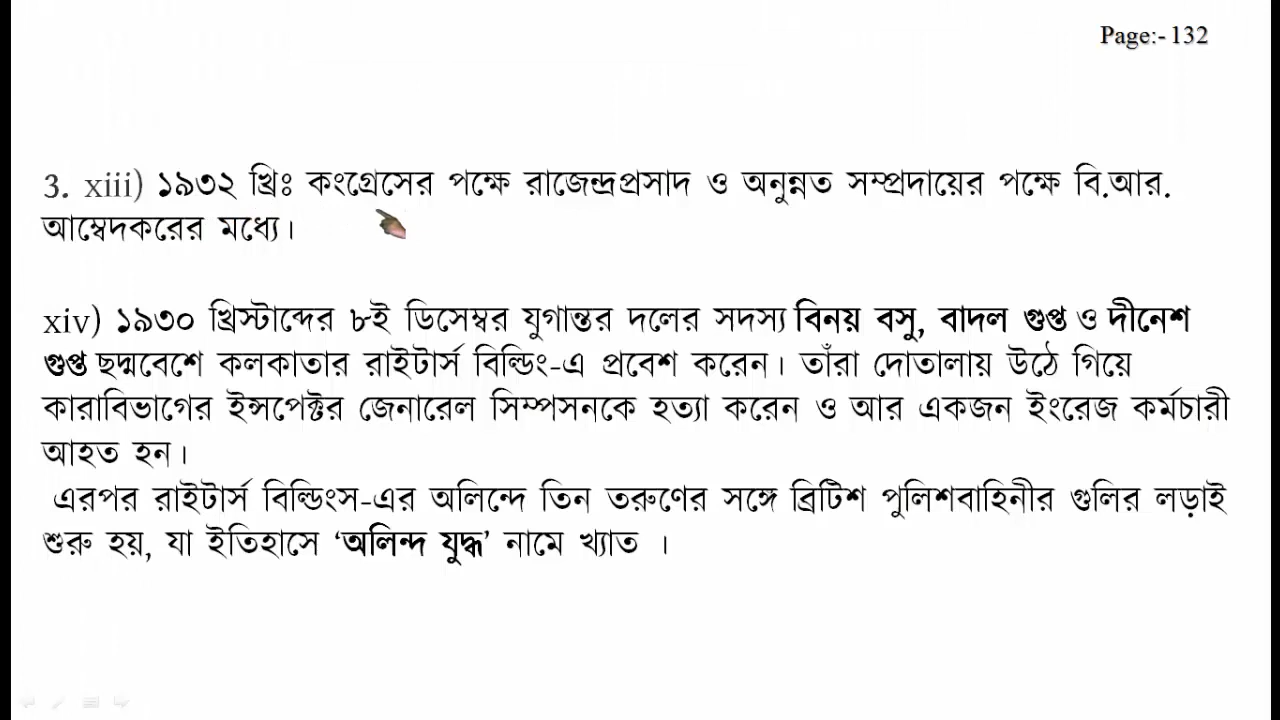 Page:- 132
3. xiii) ১৯৩২ খ্রিঃ কংগ্রেসের পক্ষে রাজেন্দ্রপ্রসাদ ও অনুন্নত সম্প্রদায়ের পক্ষে বি.আর.
আম্বেদকরের মধ্যে।
xiv) ১৯৩০ খ্রিস্টাব্দের ৮ই ডিসেম্বর যুগান্তর দলের সদস্য বিনয় বসু, বাদল গুপ্ত ও দীনেশ
গুপ্ত ছদ্মবেশে কলকাতার রাইটার্স বিল্ডিং-এ প্রবেশ করেন। তাঁরা দোতালায় উঠে গিয়ে
কারাবিভাগের ইন্সপেক্টর জেনারেল সিম্পসনকে হত্যা করেন ও আর একজন ইংরেজ কর্মচারী
আহত হন।
এরপর রাইটার্স বিল্ডিংস-এর অলিন্দে তিন তরুণের সঙ্গে ব্রিটিশ পুলিশবাহিনীর গুলির লড়াই
শুরু হয়, যা ইতিহাসে ‘অলিন্দ যুদ্ধ’ নামে খ্যাত ।